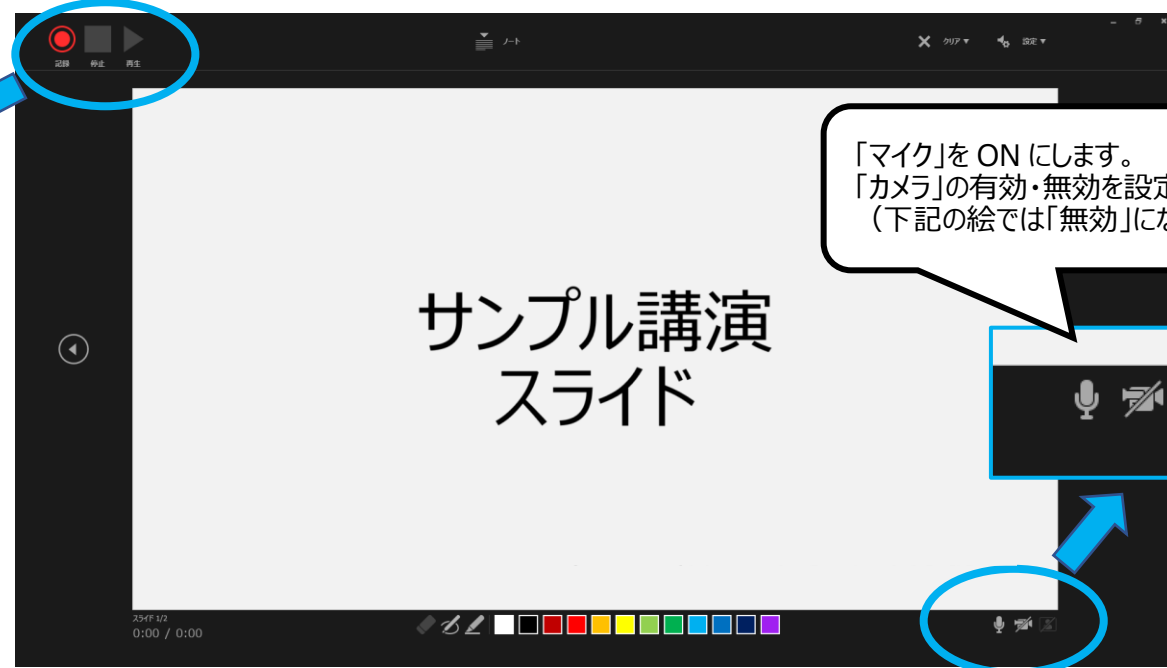 記録 停止 再生
ノート
クリア
設定
「マイク」を ON にします。
「カメラ」の有効・無効を設定
（下記の絵では「無効」にな
サンプル講演
スライド
スライド 1/2
0:00 / 0:00